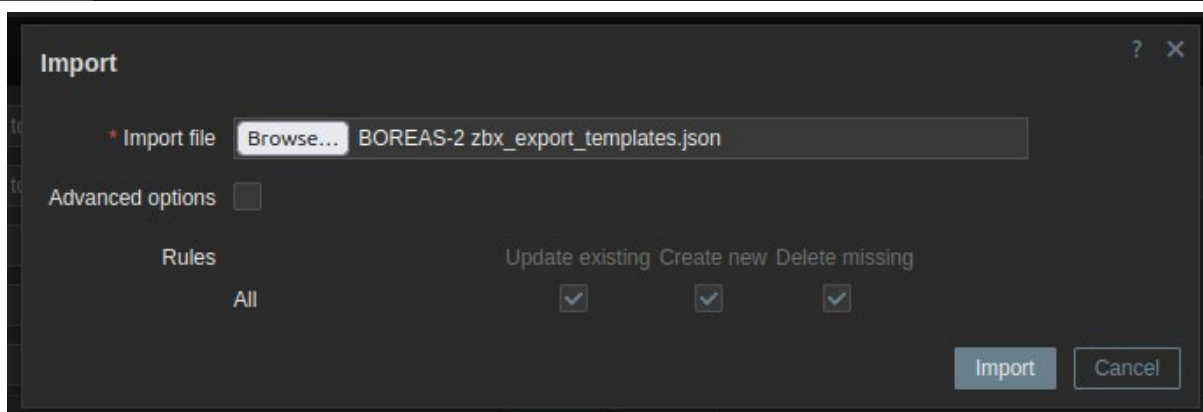 Import
?
* Import file Browse... BOREAS-2 zbx_export_templates.json
Advanced options
Rules Update existing Create new Delete missing
All
Import Cancel